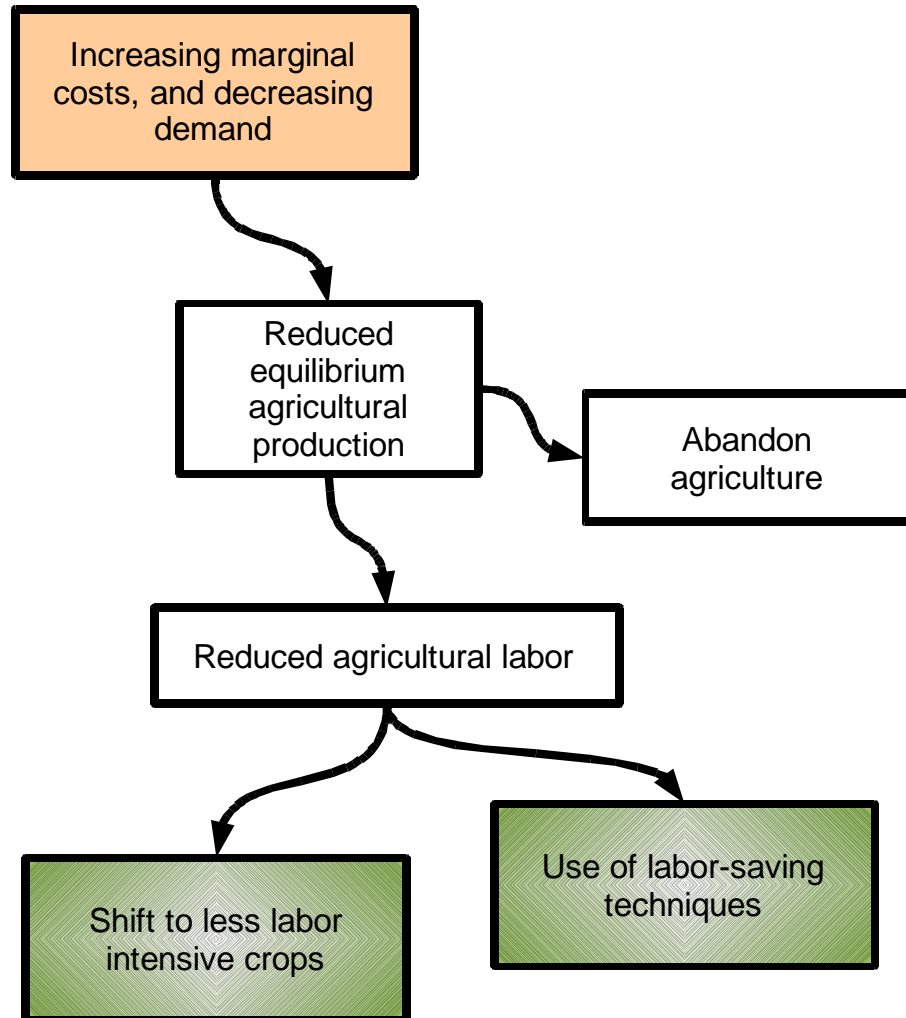 Increasing marginal
costs, and decreasing
demand
Reduced
equilibrium
agricultural
production
Abandon
agriculture
Reduced agricultural labor
Use of labor-saving
techniques
Shift to less labor
intensive crops